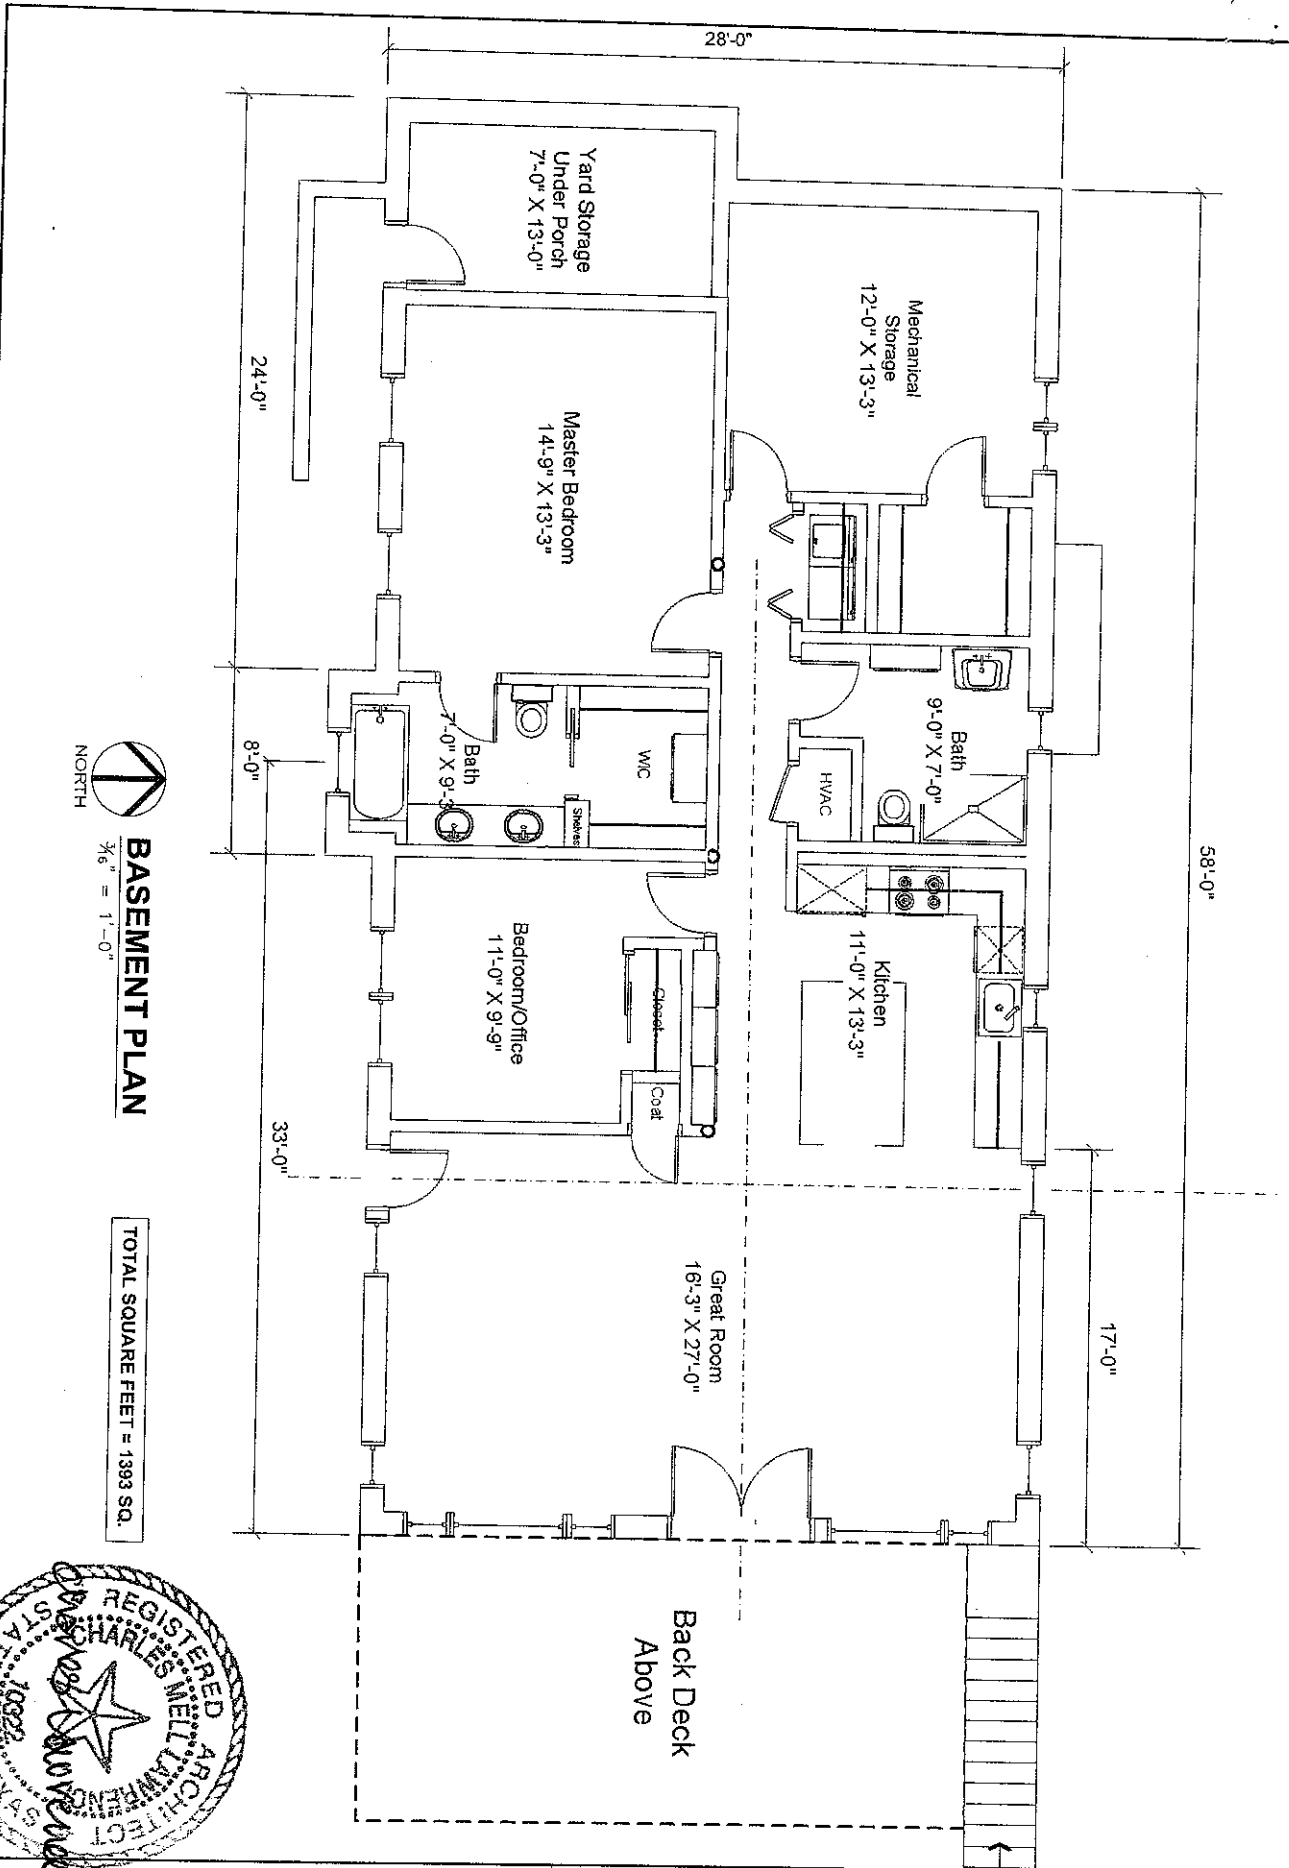 28'-0"
58'-0"
17'-0"
Yard Storage
Under Porch
7'-0" X 13'-0"
Mechanical
Storage
12'-0" X 13'-3"
Master Bedroom
14'-9" X 13'-3"
Bath
9'-0" X 7'-0"
HVAC
WIC
Shelves
Bath
7'-0" X 9'-3
Kitchen
11'-0" X 13'-3"
Bedroom/Office
11'-0" X 9'-9"
Closet
Coat
Great Room
16'-3" X 27'-0"
Back Deck
Above
24'-0"
8'-0"
33'-0"
NORTH
BASEMENT PLAN
3/16" = 1'-0"
TOTAL SQUARE FEET = 1393 SQ.
REGISTERED ARCHITECT
CHARLES MELL LAWRENC
10322